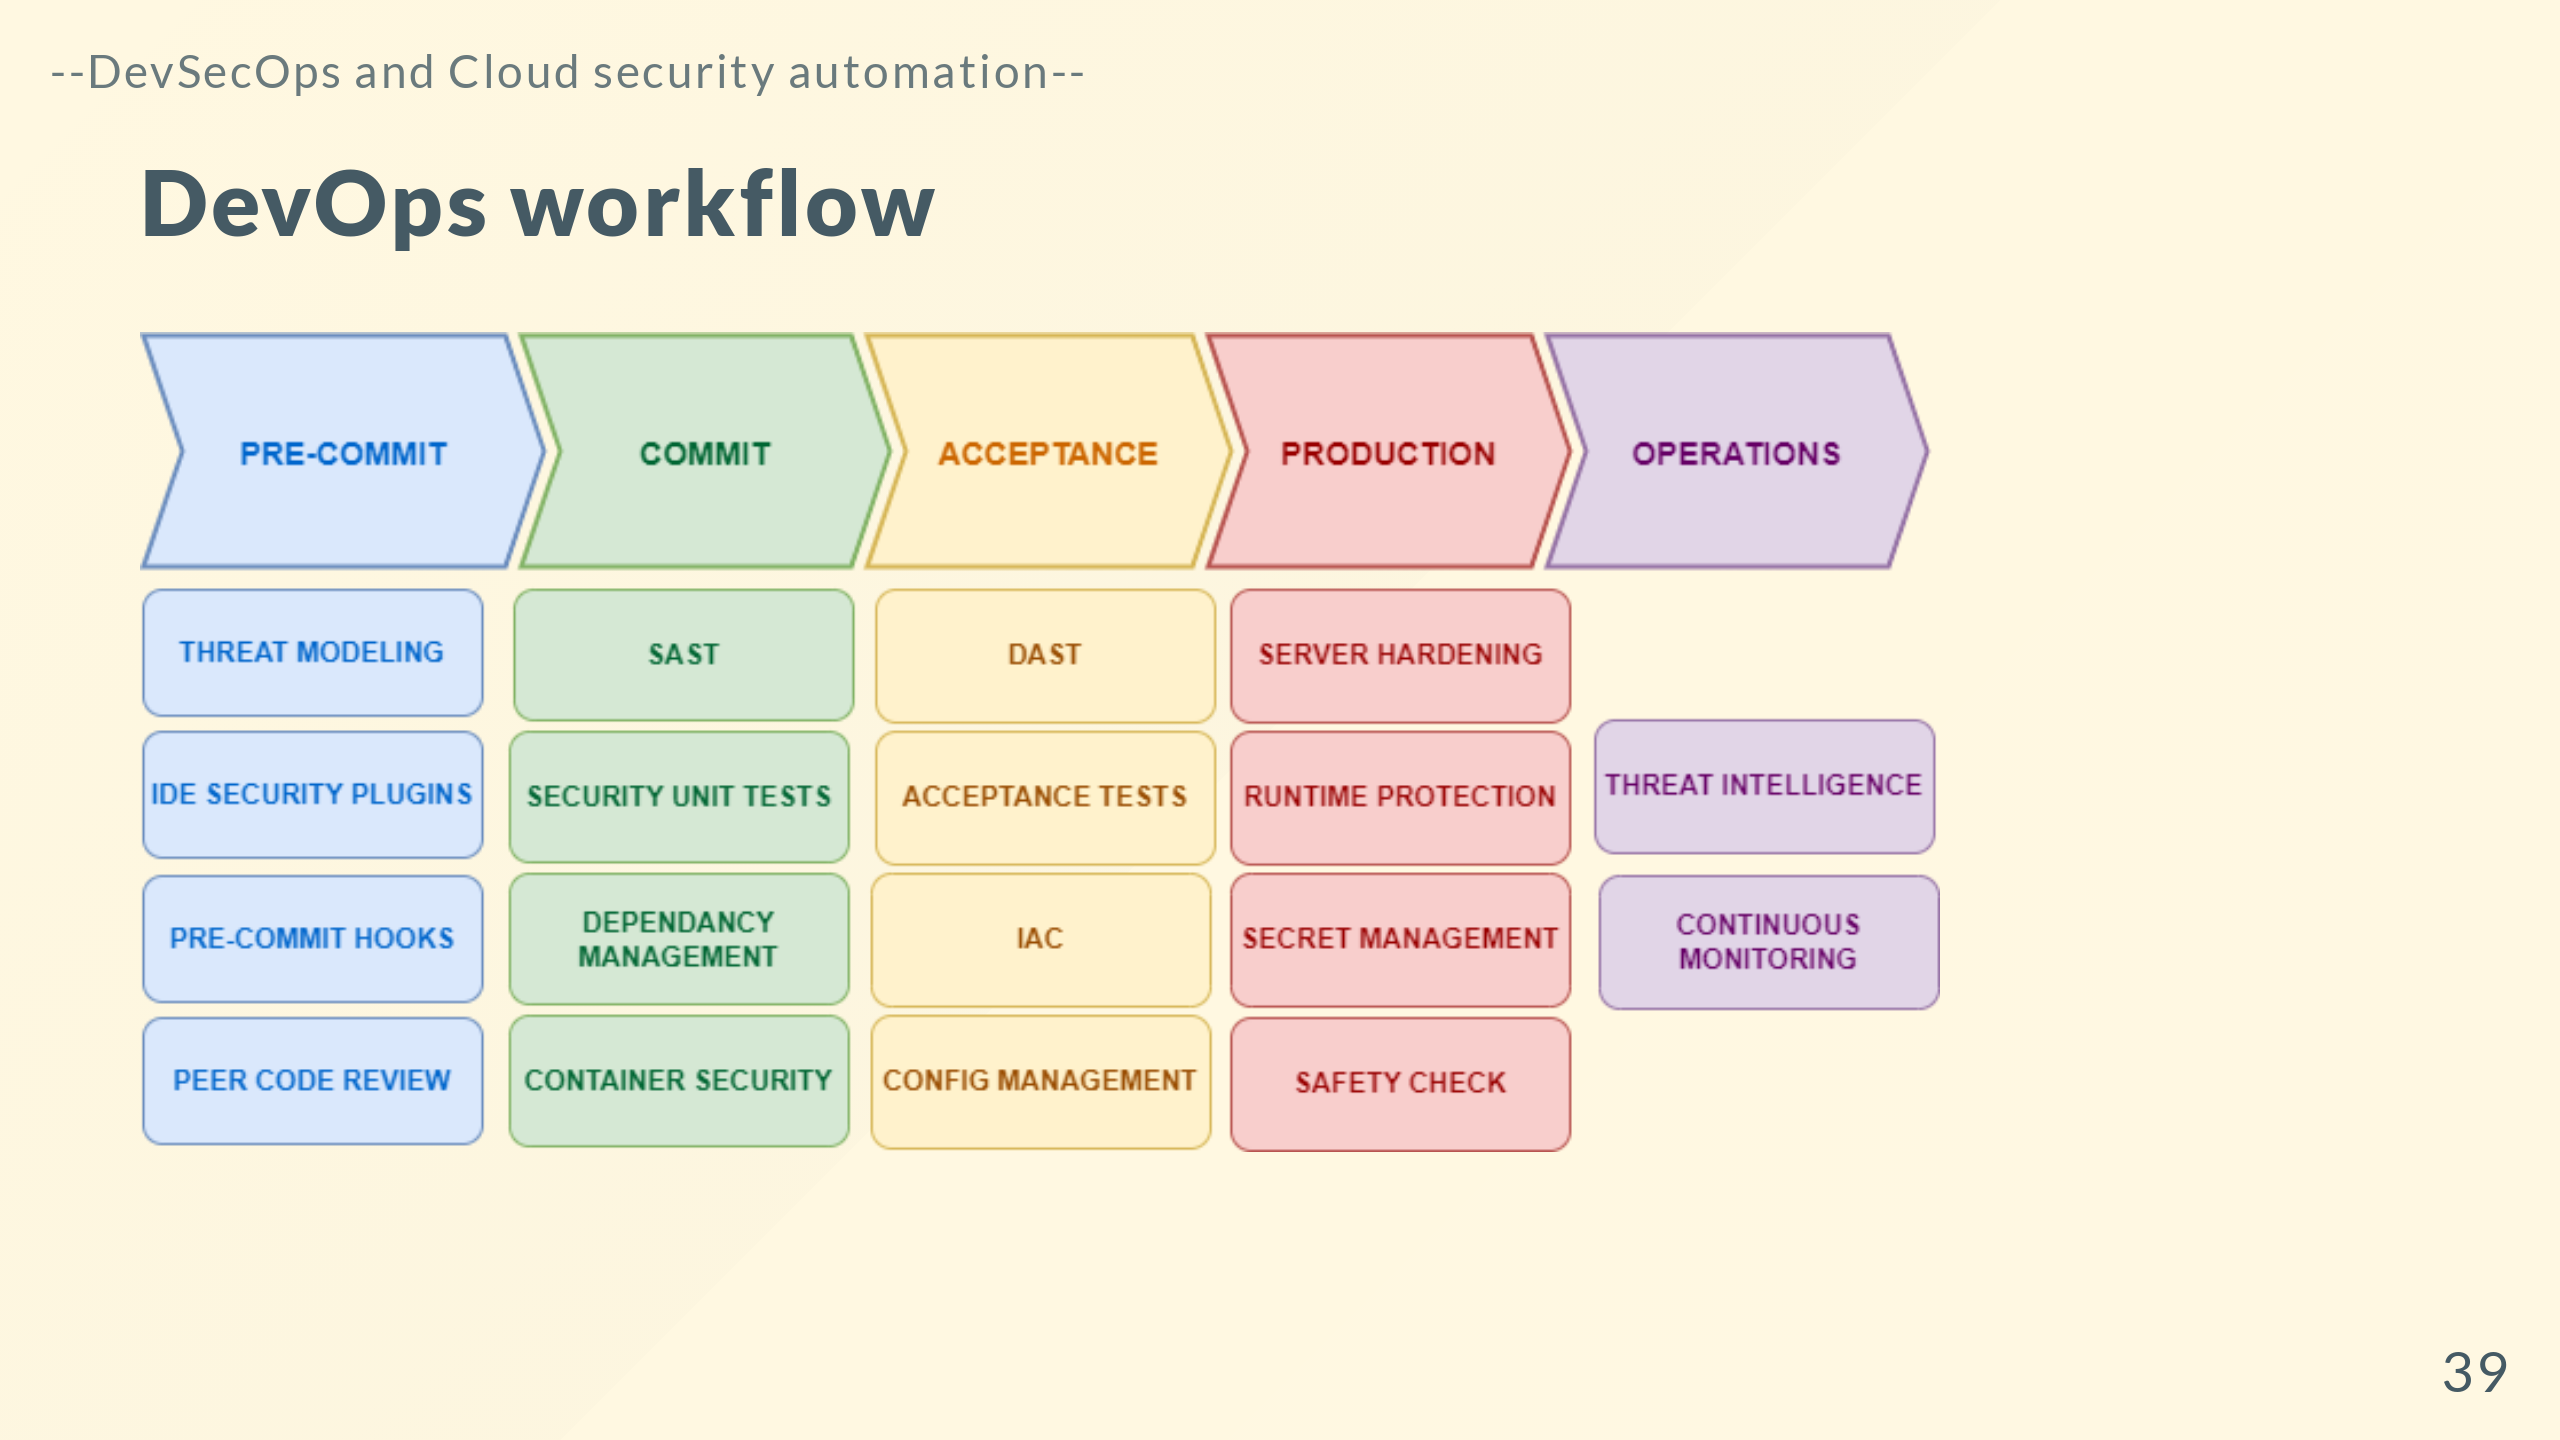 --DevSecOps and Cloud security automation--
DevOps workflow
PRE-COMMIT
COMMIT
ACCEPTANCE
PRODUCTION
OPERATIONS
THREAT MODELING
IDE SECURITY PLUGINS
PRE-COMMIT HOOKS
PEER CODE REVIEW
SAST
SECURITY UNIT TESTS
DEPENDANCY
MANAGEMENT
CONTAINER SECURITY
DAST
ACCEPTANCE TESTS
IAC
CONFIG MANAGEMENT
SERVER HARDENING
RUNTIME PROTECTION
SECRET MANAGEMENT
SAFETY CHECK
THREAT INTELLIGENCE
CONTINUOUS
MONITORING
39